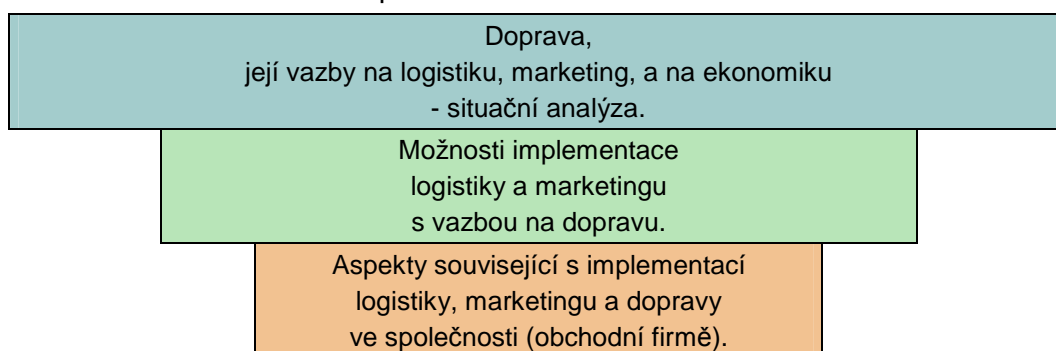 Doprava,
její vazby na logistiku, marketing, a na ekonomiku
- situační analýza.
Možnosti implementace
logistiky a marketingu
s vazbou na dopravu.
Aspekty související s implementací
logistiky, marketingu a dopravy
ve společnosti (obchodní firmě).